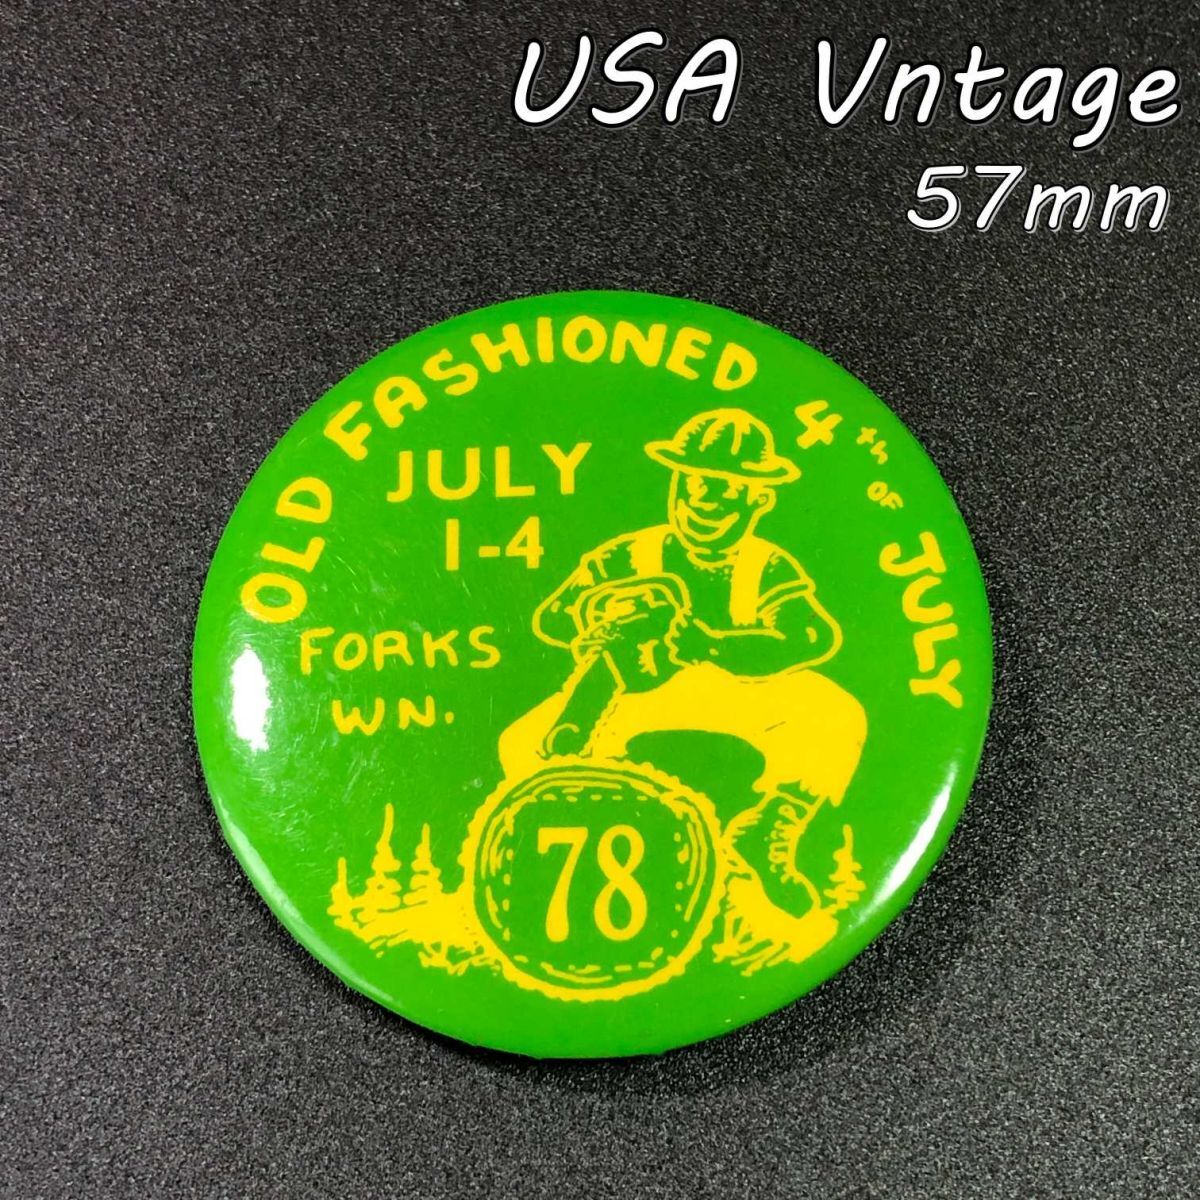 USA Vntage
57mm
OLD FASHIONED 4th OF JULY
JULY
1-4
FORKS
WN.
78